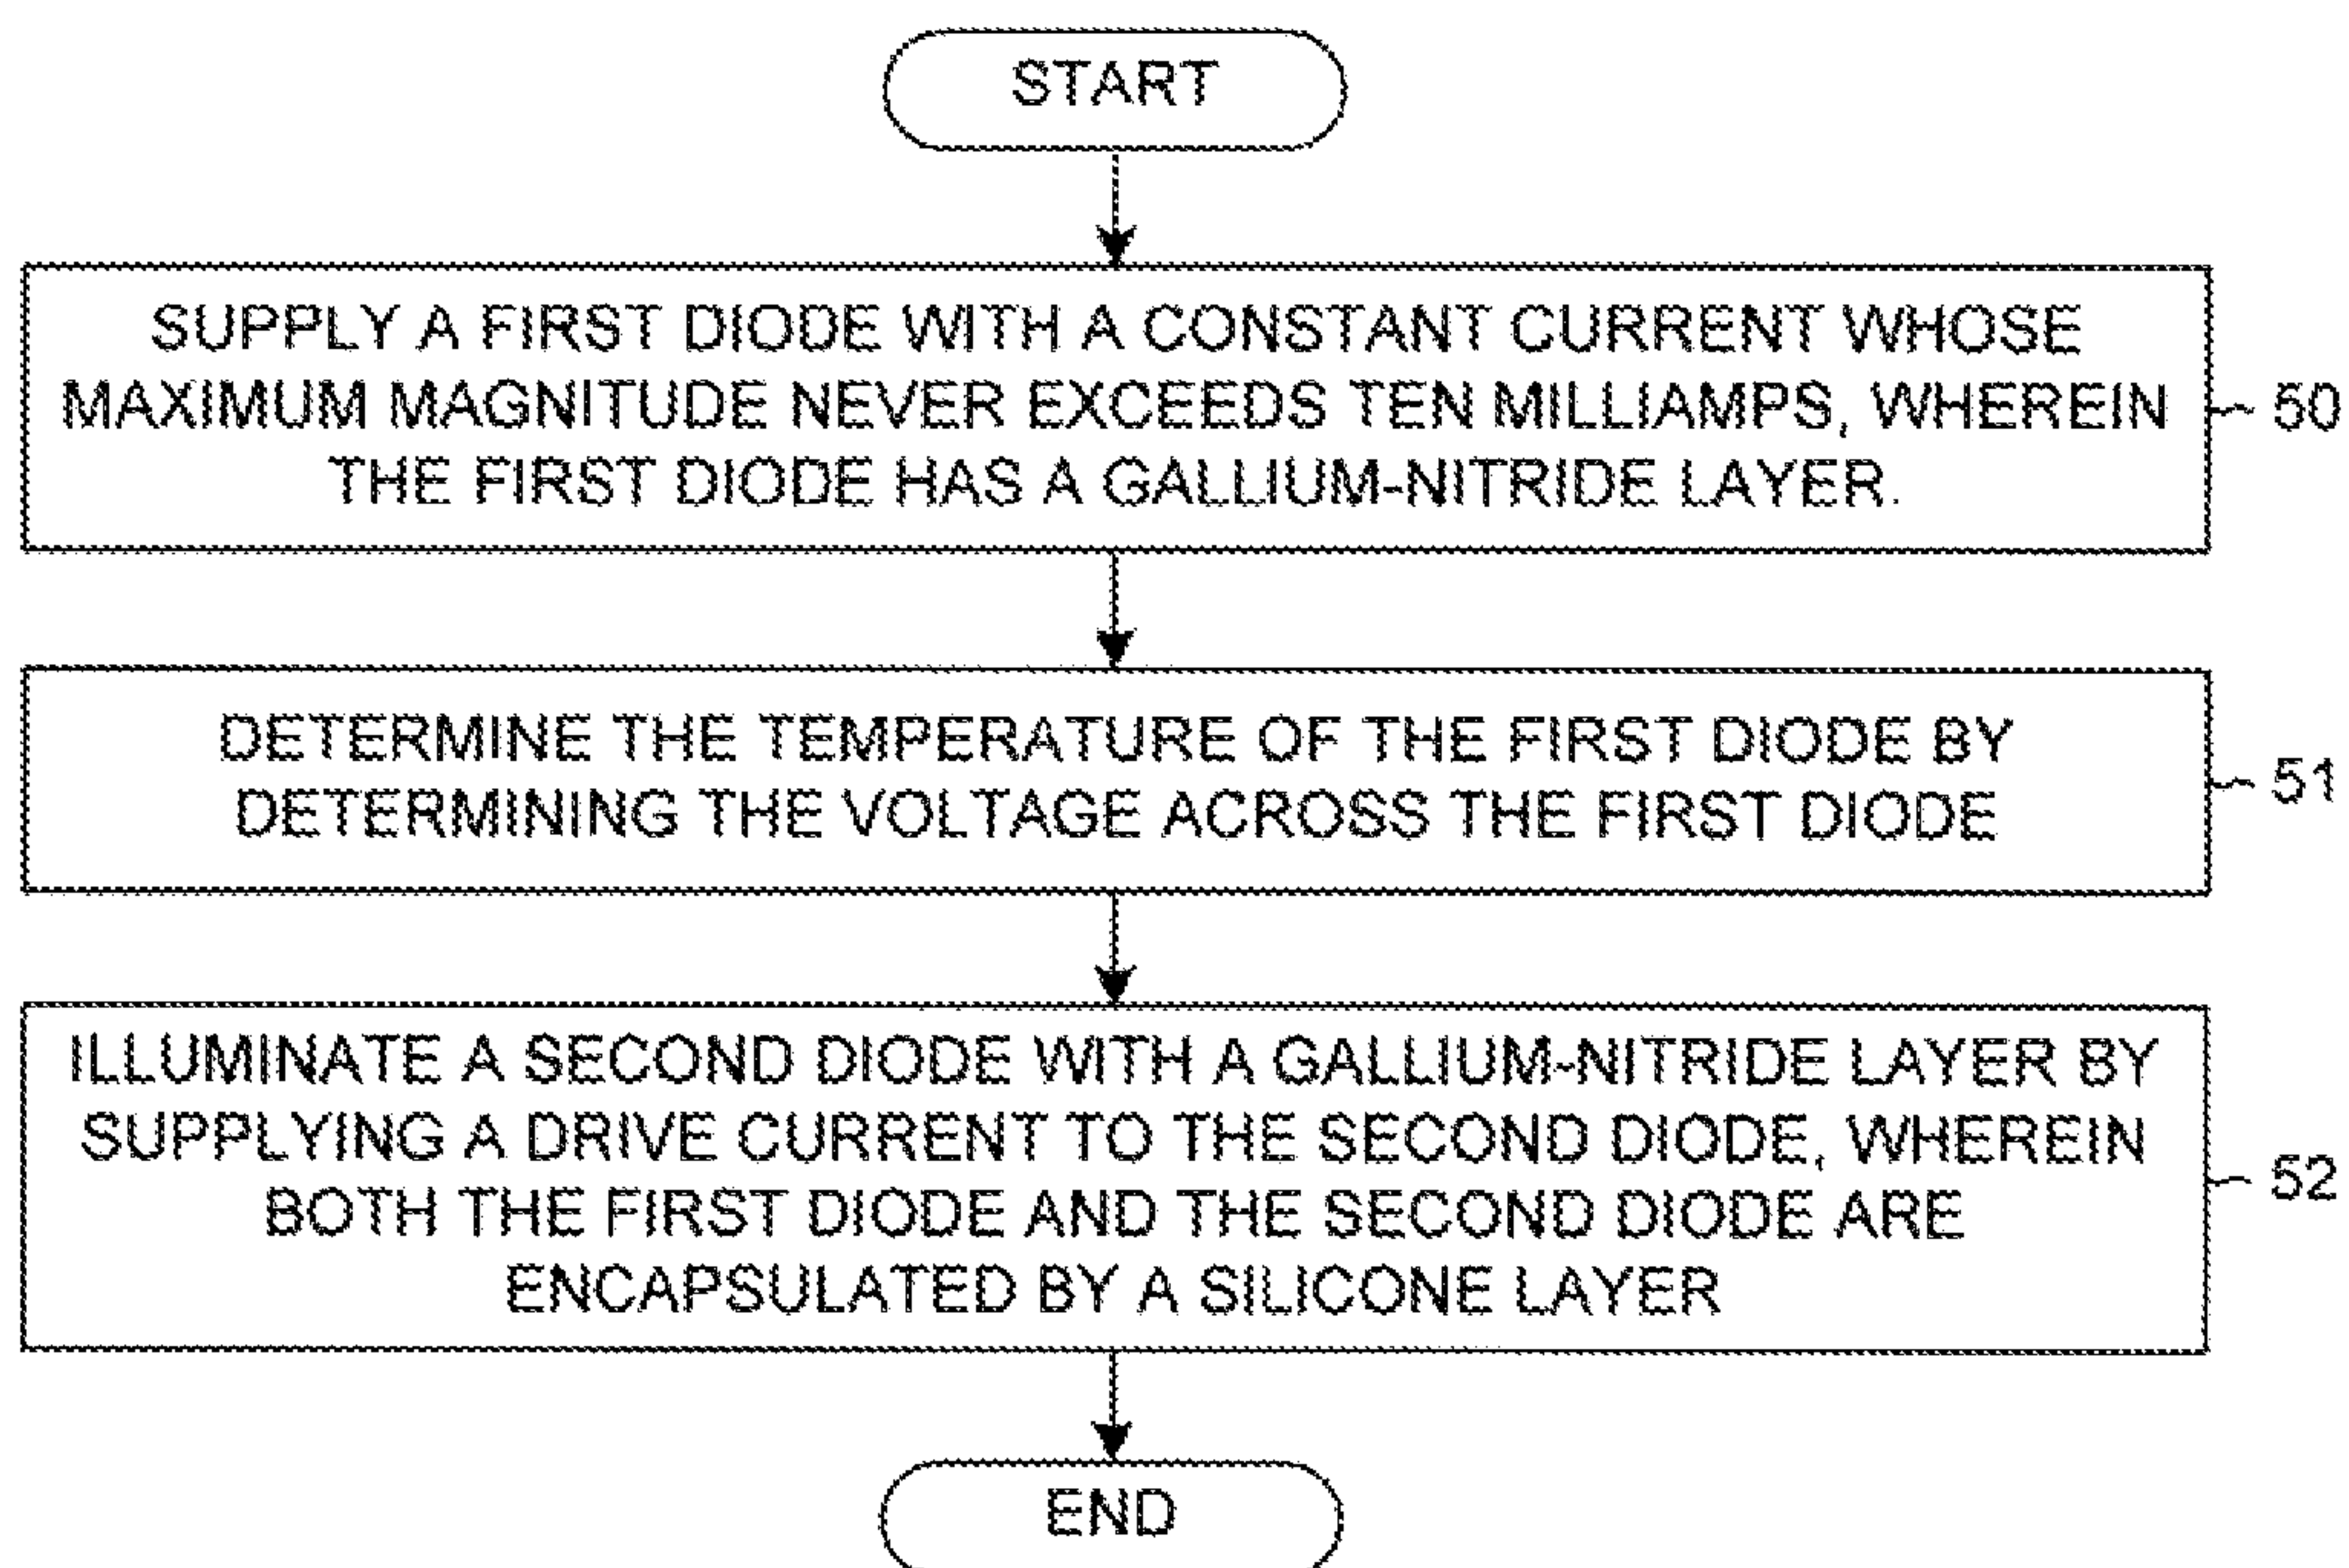 START
SUPPLY A FIRST DIODE WITH A CONSTANT CURRENT WHOSE
MAXIMUM MAGNITUDE NEVER EXCEEDS TEN MILLIAMPS, WHEREIN
THE FIRST DIODE HAS A GALLIUM-NITRIDE LAYER.
50
DETERMINE THE TEMPERATURE OF THE FIRST DIODE BY
DETERMINING THE VOLTAGE ACROSS THE FIRST DIODE
51
ILLUMINATE A SECOND DIODE WITH A GALLIUM-NITRIDE LAYER BY
SUPPLYING A DRIVE CURRENT TO THE SECOND DIODE, WHEREIN
BOTH THE FIRST DIODE AND THE SECOND DIODE ARE
ENCAPSULATED BY A SILICONE LAYER
52
END